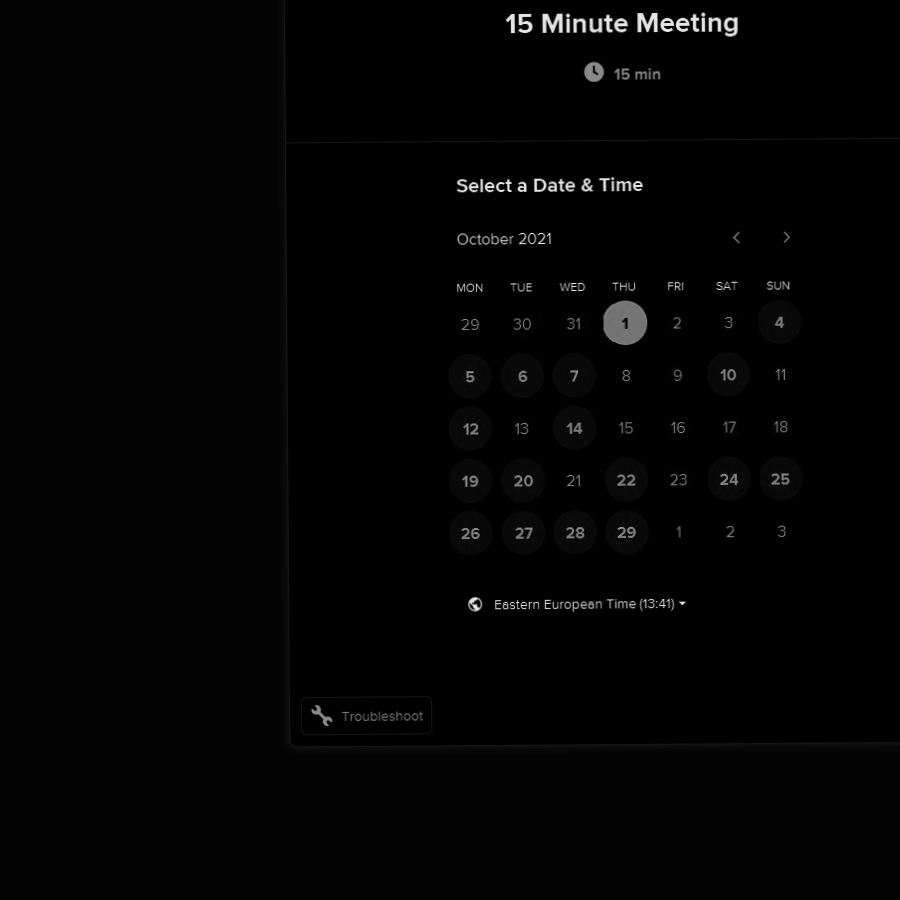 15 Minute Meeting
15 min
Select a Date & Time
October 2021
MON TUE WED THU FRI SAT SUN
29 30 31 1 2 3 4
5 6 7 8 9 10 11
12 13 14 15 16 17 18
19 20 21 22 23 24 25
26 27 28 29 1 2 3
Eastern European Time (13:41)
Troubleshoot